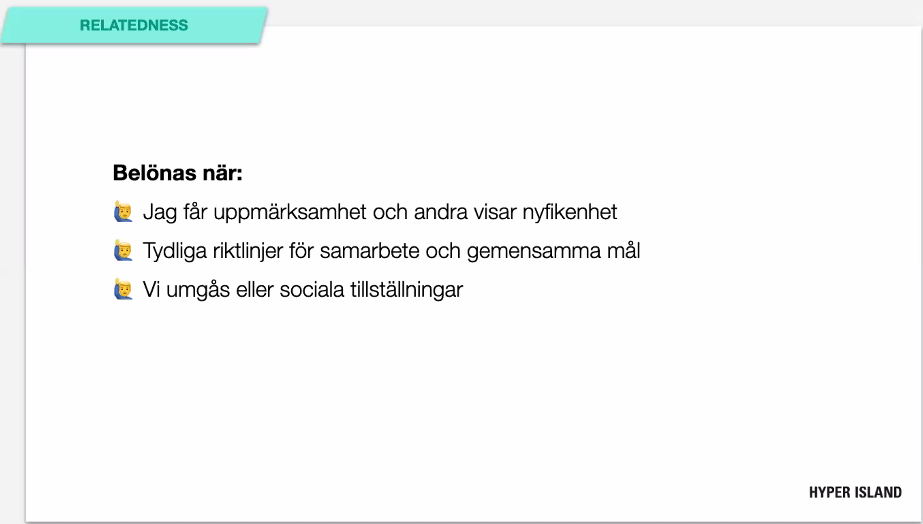 RELATEDNESS
Belönas när:
🙋‍♂️ Jag får uppmärksamhet och andra visar nyfikenhet
🙋‍♂️ Tydliga riktlinjer för samarbete och gemensamma mål
🙋‍♂️ Vi umgås eller sociala tillställningar
HYPER ISLAND